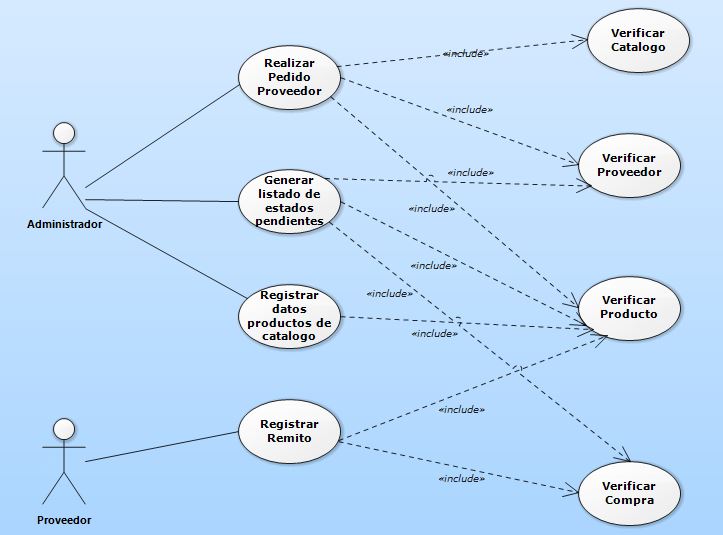 Realizar
Pedido
Proveedor
«include»
Verificar
Catalogo
«include»
Verificar
Proveedor
Administrador
Generar
listado de
estados
pendientes
«include»
«include»
«include»
Registrar
datos
productos de
catalogo
«include»
«include»
Verificar
Producto
Proveedor
Registrar
Remito
«include»
«include»
Verificar
Compra